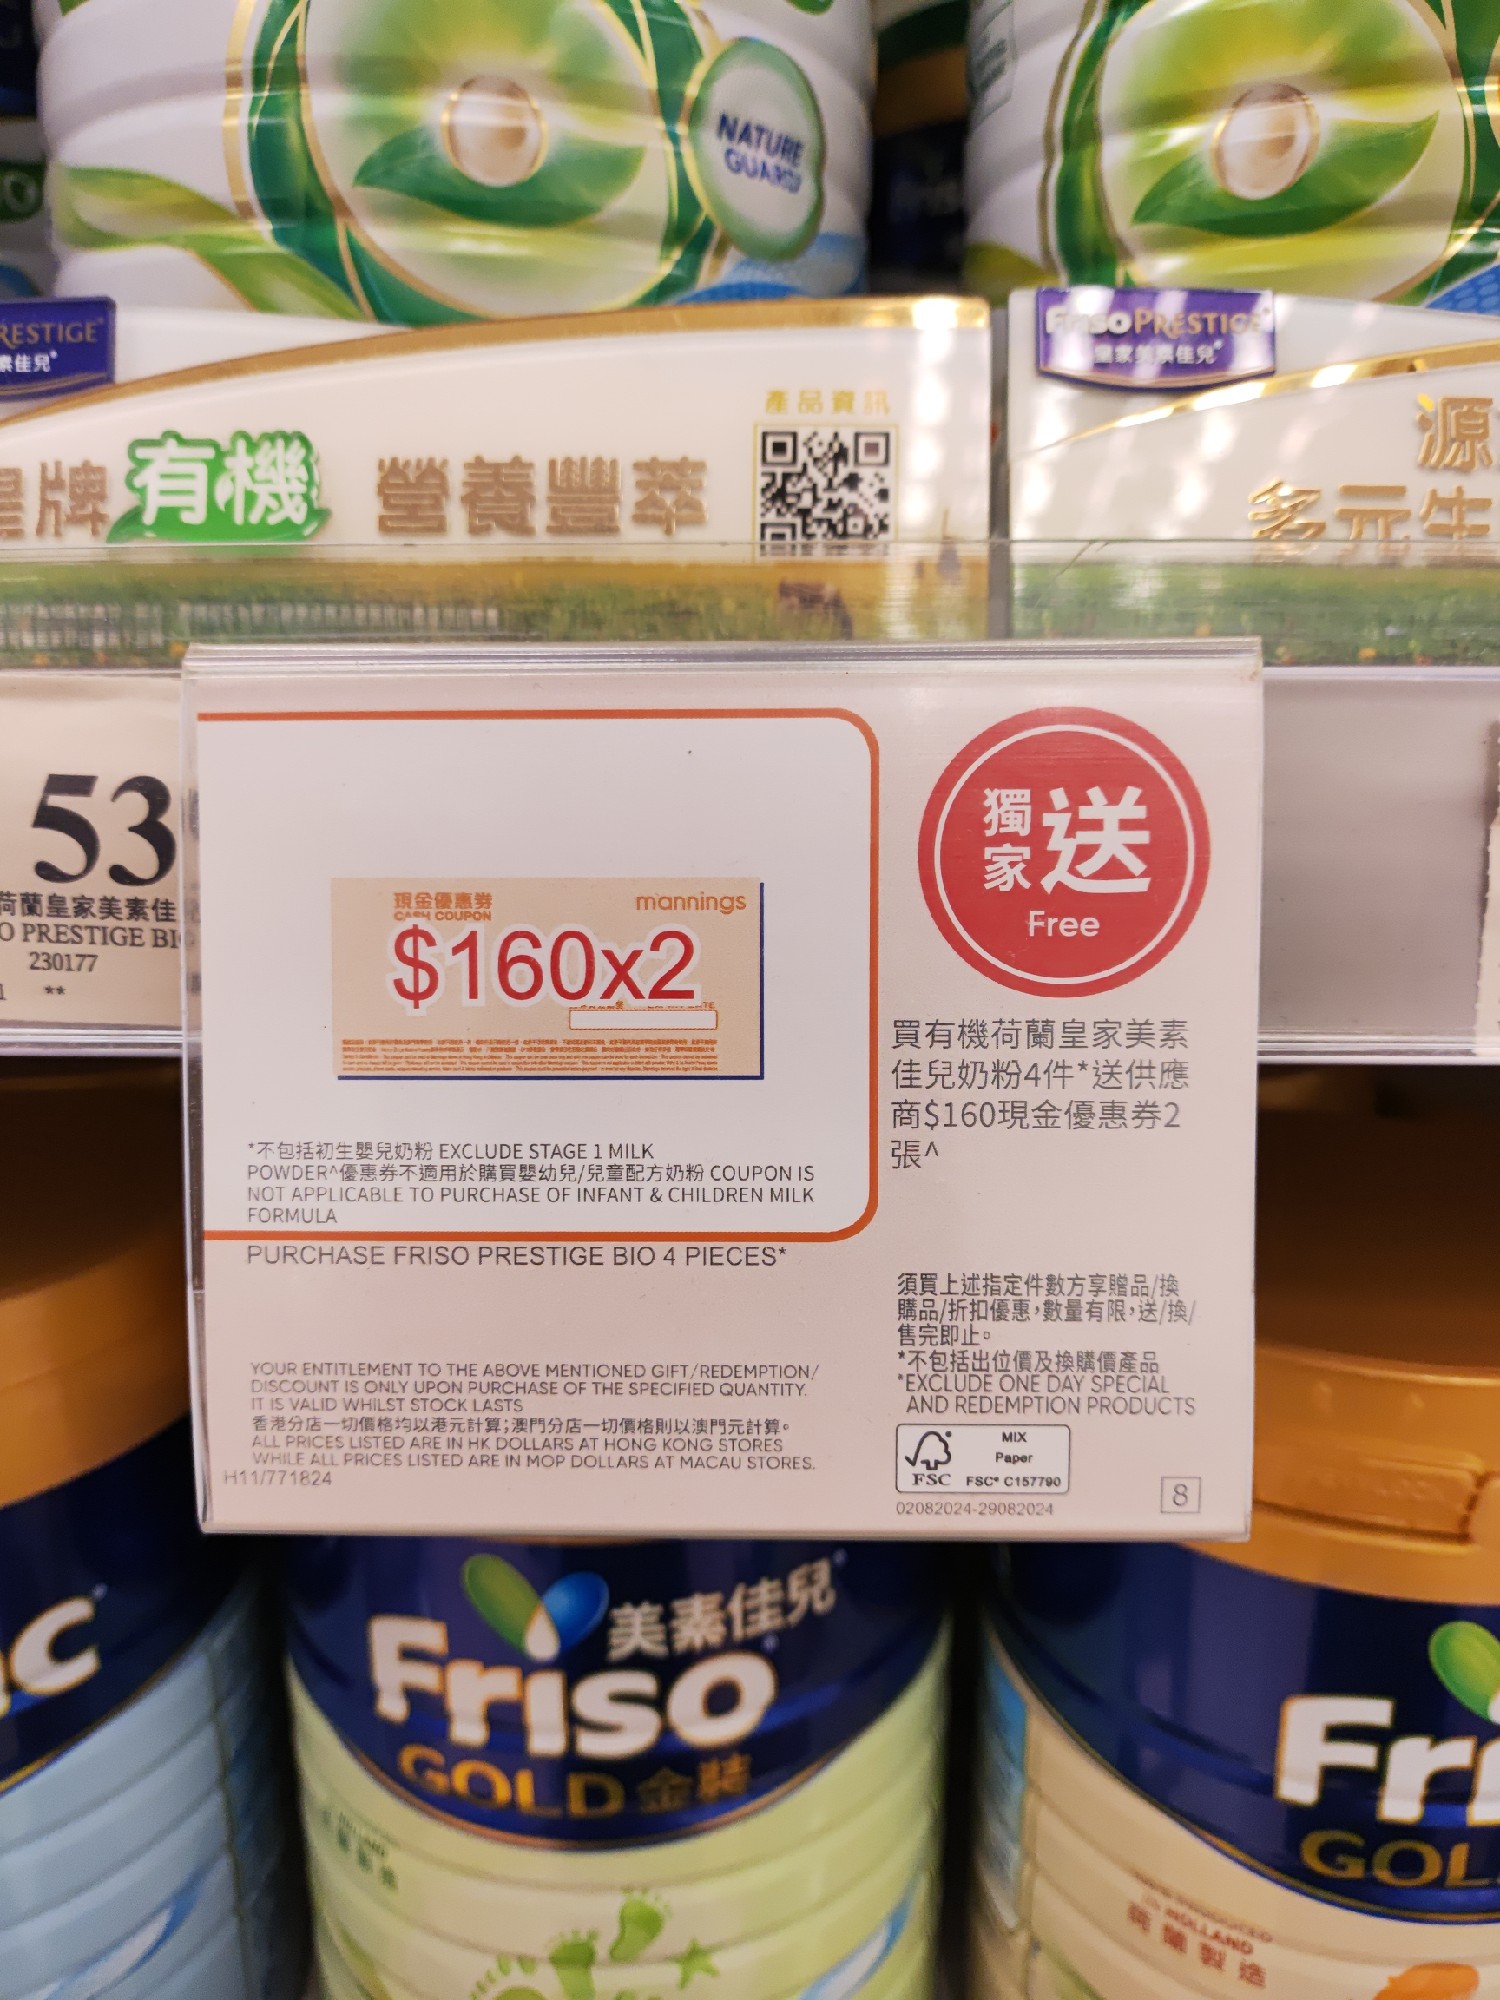 NATURE
GUARD
RESTIGE
素佳兒
Friso PRESTIGE
皇家美素佳兒
產品資訊
牌 有機 營養豐萃
源
多元生
53
荷蘭皇家美素佳
O PRESTIGE BI
230177
**
現金優惠券
CASH COUPON
mannings
$160x2
獨家送
Free
買有機荷蘭皇家美素
佳兒奶粉4件*送供應
商$160現金優惠券2
張^
*不包括初生嬰兒奶粉 EXCLUDE STAGE 1 MILK
POWDER^優惠券不適用於購買嬰幼兒/兒童配方奶粉 COUPON IS
NOT APPLICABLE TO PURCHASE OF INFANT & CHILDREN MILK
FORMULA
PURCHASE FRISO PRESTIGE BIO 4 PIECES*
須買上述指定件數方享贈品/換
購品/折扣優惠，數量有限，送/換/
售完即止。
*不包括出位價及換購價產品
*EXCLUDE ONE DAY SPECIAL
AND REDEMPTION PRODUCTS
YOUR ENTITLEMENT TO THE ABOVE MENTIONED GIFT/REDEMPTION/
DISCOUNT IS ONLY UPON PURCHASE OF THE SPECIFIED QUANTITY.
IT IS VALID WHILST STOCK LASTS
香港分店一切價格均以港元計算;澳門分店一切價格則以澳門元計算。
ALL PRICES LISTED ARE IN HK DOLLARS AT HONG KONG STORES
WHILE ALL PRICES LISTED ARE IN MOP DOLLARS AT MACAU STORES.
H11/771824
MIX
Paper
FSC FSC® C157790
02082024-29082024
8
美素佳兒
Friso
GOLD 金裝
Fri
GOL
HOLLAND
荷蘭製造